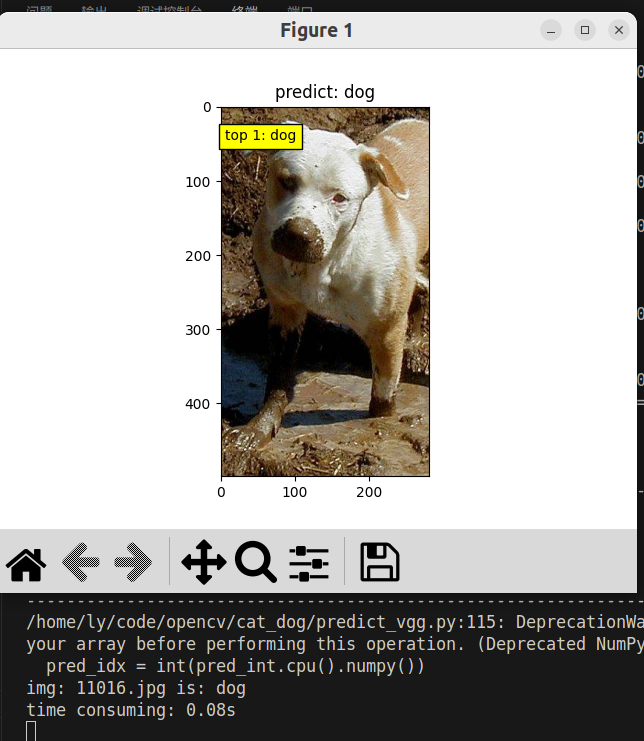 问题 输出 调试控制台 终端 端口
Figure 1
predict: dog
top 1: dog
0
100
200
300
400
0 100 200
/home/ly/code/opencv/cat_dog/predict_vgg.py:115: DeprecationWa
your array before performing this operation. (Deprecated NumPy
pred_idx = int(pred_int.cpu().numpy())
img: 11016.jpg is: dog
time consuming: 0.08s